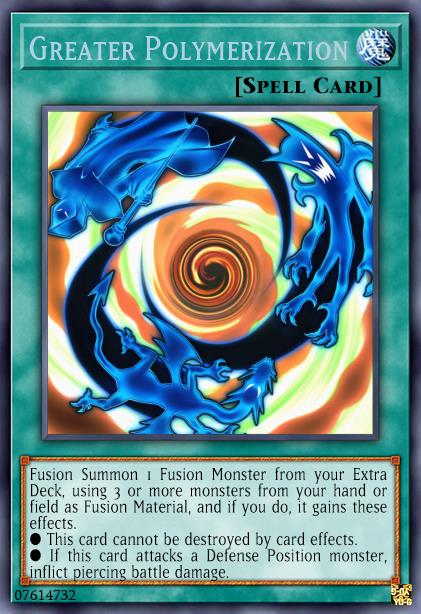 GREATER POLYMERIZATION
魔
[SPELL CARD]
Fusion Summon 1 Fusion Monster from your Extra
Deck, using 3 or more monsters from your hand or
field as Fusion Material, and if you do, it gains these
effects.
● This card cannot be destroyed by card effects.
● If this card attacks a Defense Position monster,
inflict piercing battle damage.
07614732